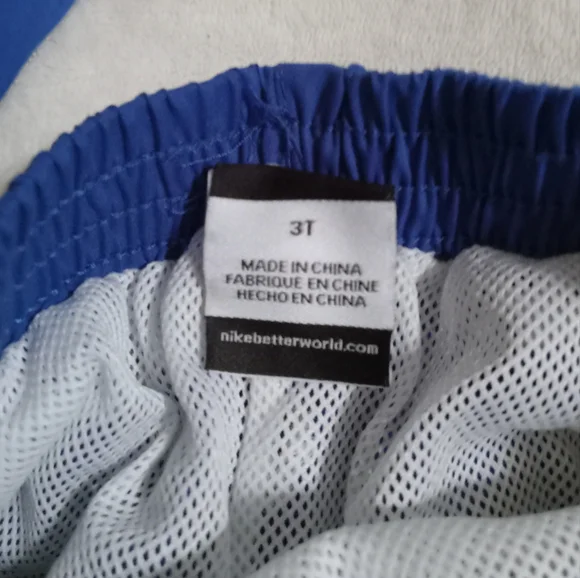 3T
MADE IN CHINA
FABRIQUE EN CHINE
HECHO EN CHINA
nikebetterworld.com